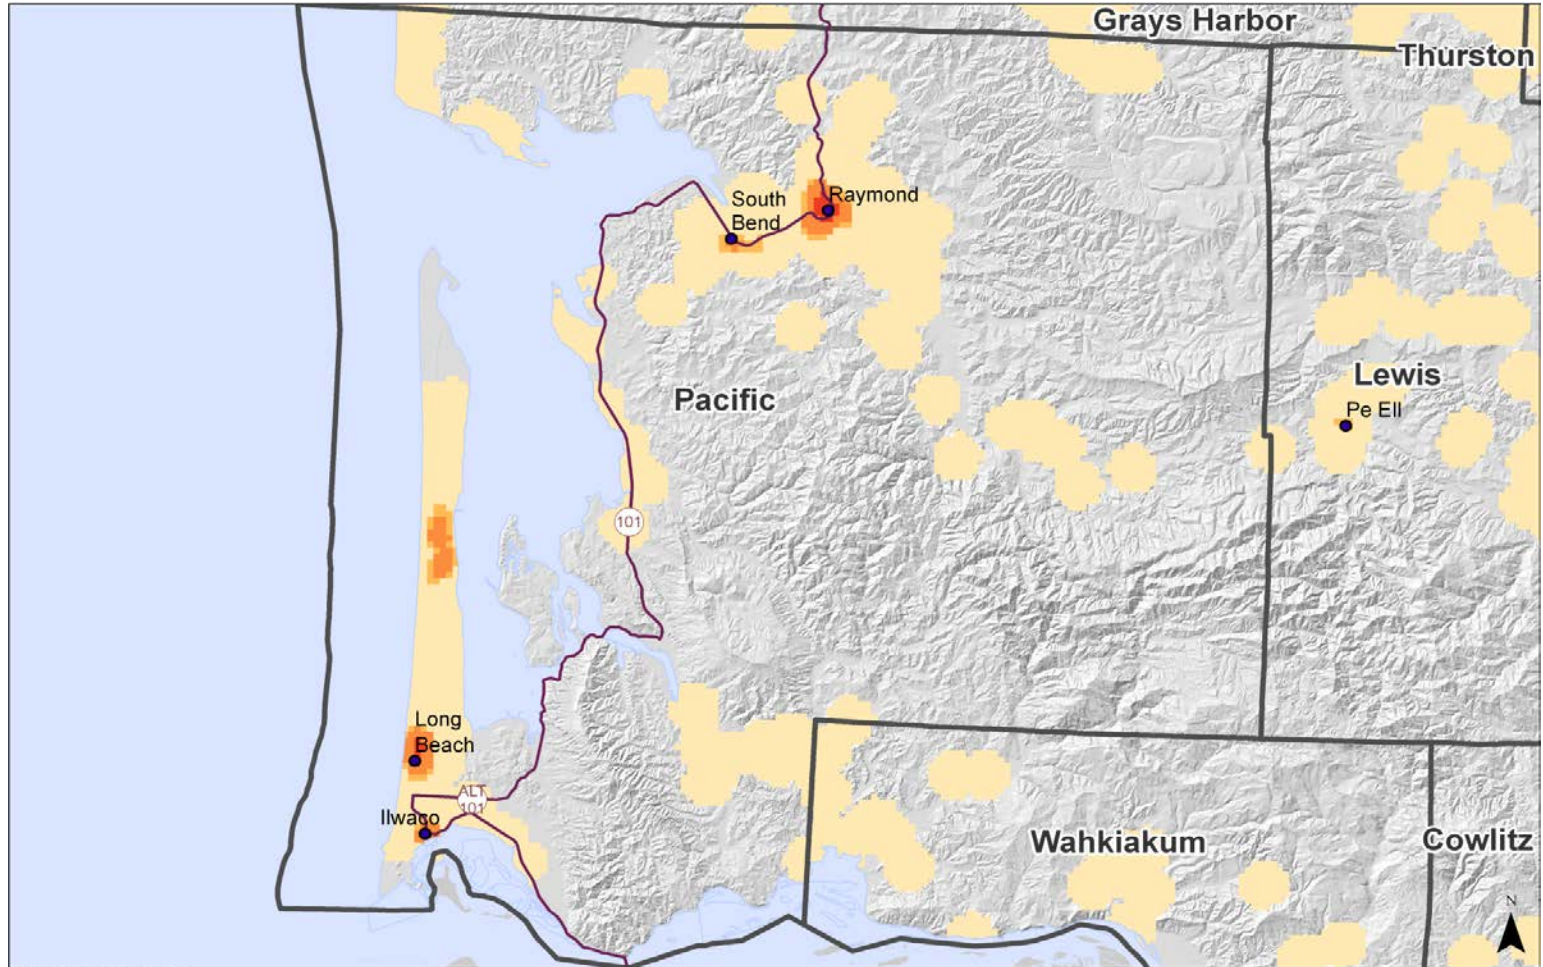 Grays Harbor
Thurston
South
Bend
Raymond
Lewis
Pacific
Pe Ell
101
Long
Beach
ALT
101
Ilwaco
Wahkiakum
Cowlitz
N